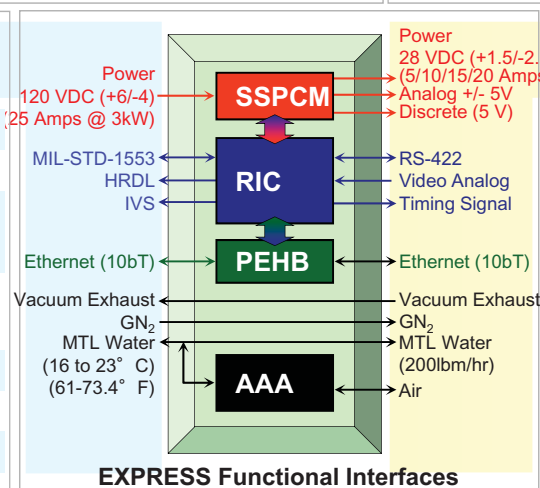 Power
120 VDC (+6/-4)
(25 Amps @ 3kW)
MIL-STD-1553
HRDL
IVS
Ethernet (10bT)
Vacuum Exhaust
GN₂
MTL Water
(16 to 23° C)
(61-73.4° F)
SSPCM
RIC
PEHB
AAA
Power
28 VDC (+1.5/-2.
(5/10/15/20 Amps
Analog +/- 5V
Discrete (5 V)
RS-422
Video Analog
Timing Signal
Ethernet (10bT)
Vacuum Exhaust
GN₂
MTL Water
(200lbm/hr)
Air
EXPRESS Functional Interfaces